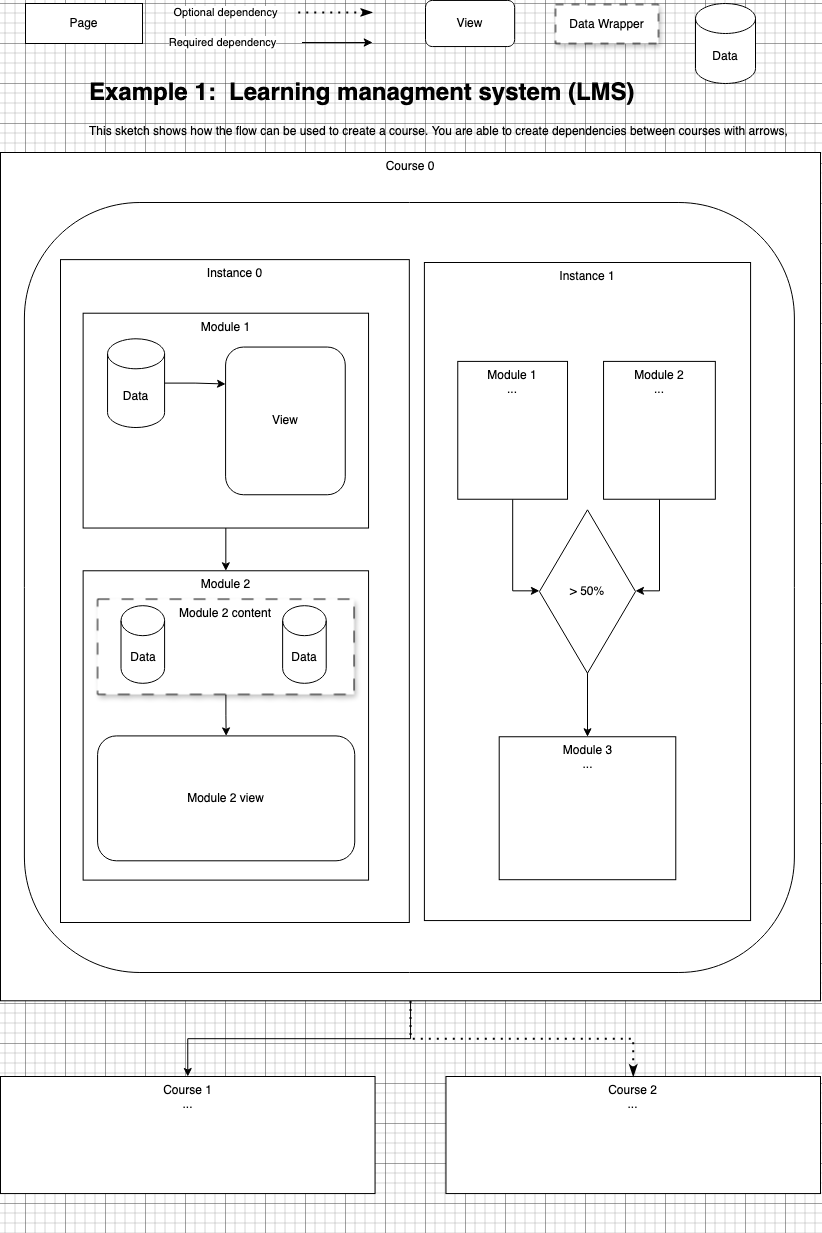 Page
Optional dependency
Required dependency
View
Data Wrapper
Data
Example 1: Learning managment system (LMS)
This sketch shows how the flow can be used to create a course. You are able to create dependencies between courses with arrows,
Course 0
Instance 0
Module 1
Data
View
Module 2
Module 2 content
Data
Data
Module 2 view
Instance 1
Module 1
...
Module 2
...
> 50%
Module 3
...
Course 1
...
Course 2
...